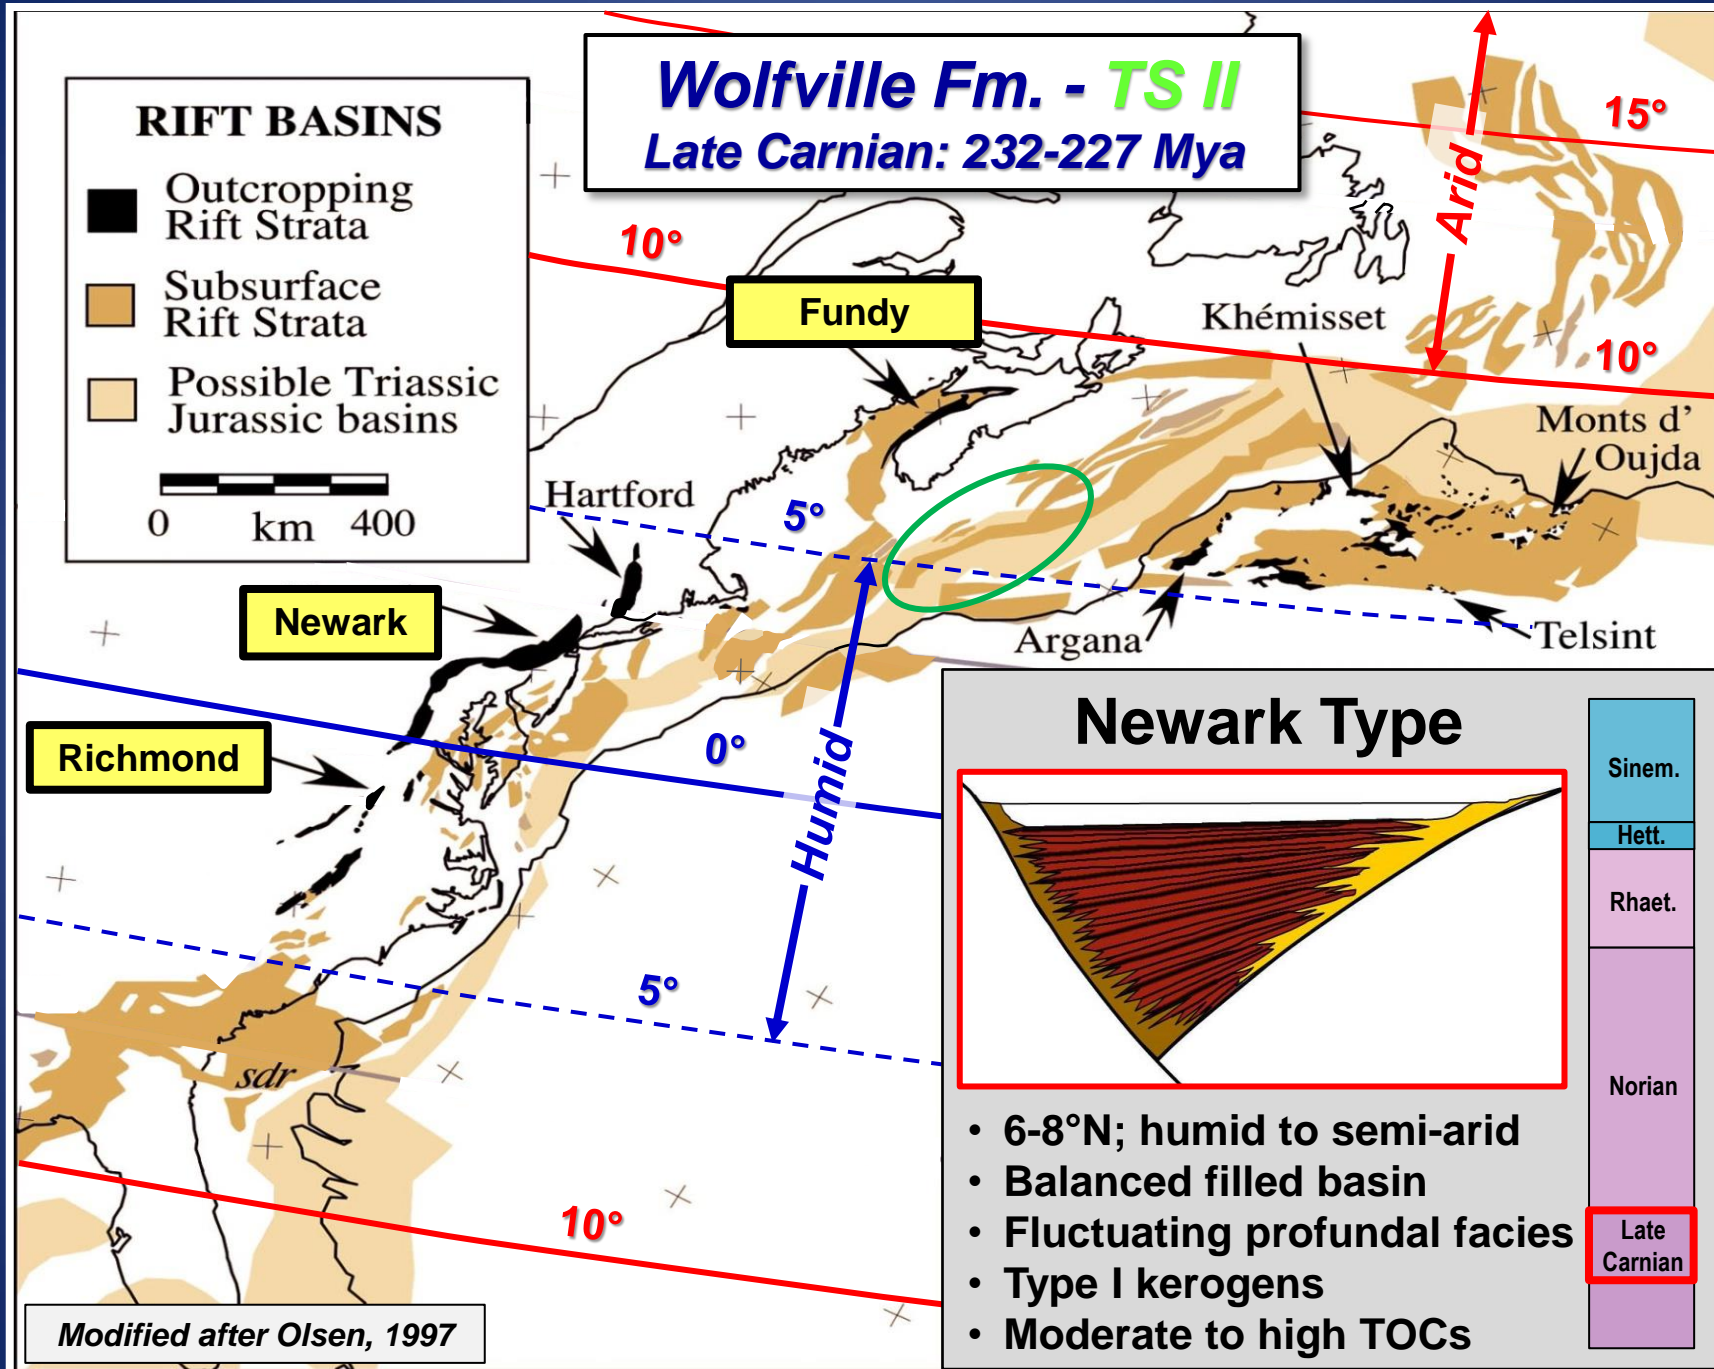 Wolfville Fm. - TS II
Late Carnian: 232-227 Mya
RIFT BASINS
Outcropping
Rift Strata
Subsurface
Rift Strata
Possible Triassic
Jurassic basins
0 km 400
15°
Arid
10°
10°
Fundy
Khémisset
Monts d’
Oujda
Hartford
5°
Newark
Argana
Telsint
Richmond
0°
Humid
5°
sdr
10°
Modified after Olsen, 1997
Newark Type
• 6-8°N; humid to semi-arid
• Balanced filled basin
• Fluctuating profundal facies
• Type I kerogens
• Moderate to high TOCs
Sinem.
Hett.
Rhaet.
Norian
Late
Carnian